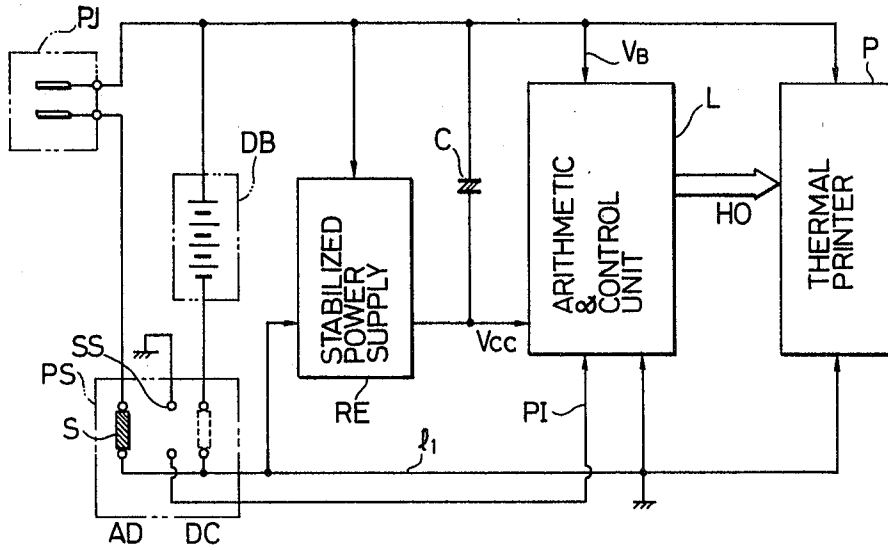 PJ
VB
P
L
DB
C
STABILIZED
POWER
SUPPLY
ARITHMETIC
& CONTROL
UNIT
HO
THERMAL
PRINTER
SS
PS
S
VCC
RE
PI
ℓ1
AD
DC